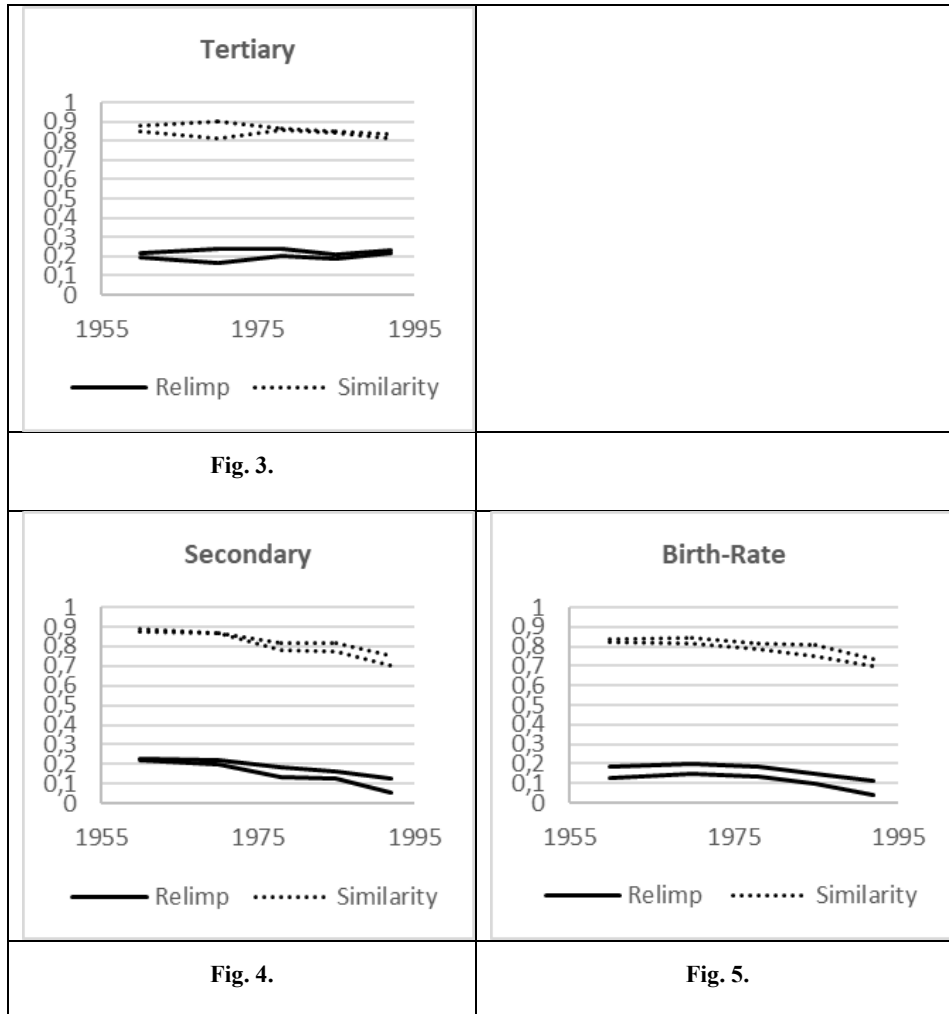 Tertiary
1
0,9
0,8
0,7
0,6
0,5
0,4
0,3
0,2
0,1
0
1955 1975 1995
Relimp Similarity
Fig. 3.
Secondary
1
0,9
0,8
0,7
0,6
0,5
0,4
0,3
0,2
0,1
0
1955 1975 1995
Relimp Similarity
Fig. 4.
Birth-Rate
1
0,9
0,8
0,7
0,6
0,5
0,4
0,3
0,2
0,1
0
1955 1975 1995
Relimp Similarity
Fig. 5.